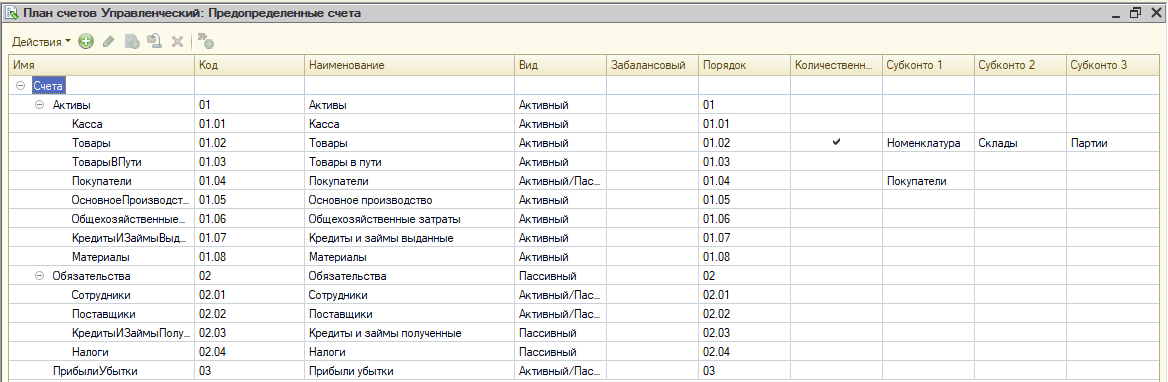 План счетов Управленческий: Предопределенные счета
Действия
Имя Код Наименование Вид Забалансовый Порядок Количественн... Субконто 1 Субконто 2 Субконто 3
Счета
Активы 01 Активы Активный 01
Касса 01.01 Касса Активный 01.01
Товары 01.02 Товары Активный 01.02 Номенклатура Склады Партии
ТоварыВПути 01.03 Товары в пути Активный 01.03
Покупатели 01.04 Покупатели Активный/Пас... 01.04 Покупатели
ОсновноеПроизводст... 01.05 Основное производство Активный 01.05
Общехозяйственные... 01.06 Общехозяйственные затраты Активный 01.06
КредитыИЗаймыВыд... 01.07 Кредиты и займы выданные Активный 01.07
Материалы 01.08 Материалы Активный 01.08
Обязательства 02 Обязательства Пассивный 02
Сотрудники 02.01 Сотрудники Активный/Пас... 02.01
Поставщики 02.02 Поставщики Активный/Пас... 02.02
КредитыИЗаймыПолу... 02.03 Кредиты и займы полученные Пассивный 02.03
Налоги 02.04 Налоги Пассивный 02.04
ПрибылиУбытки 03 Прибыли убытки Активный/Пас... 03